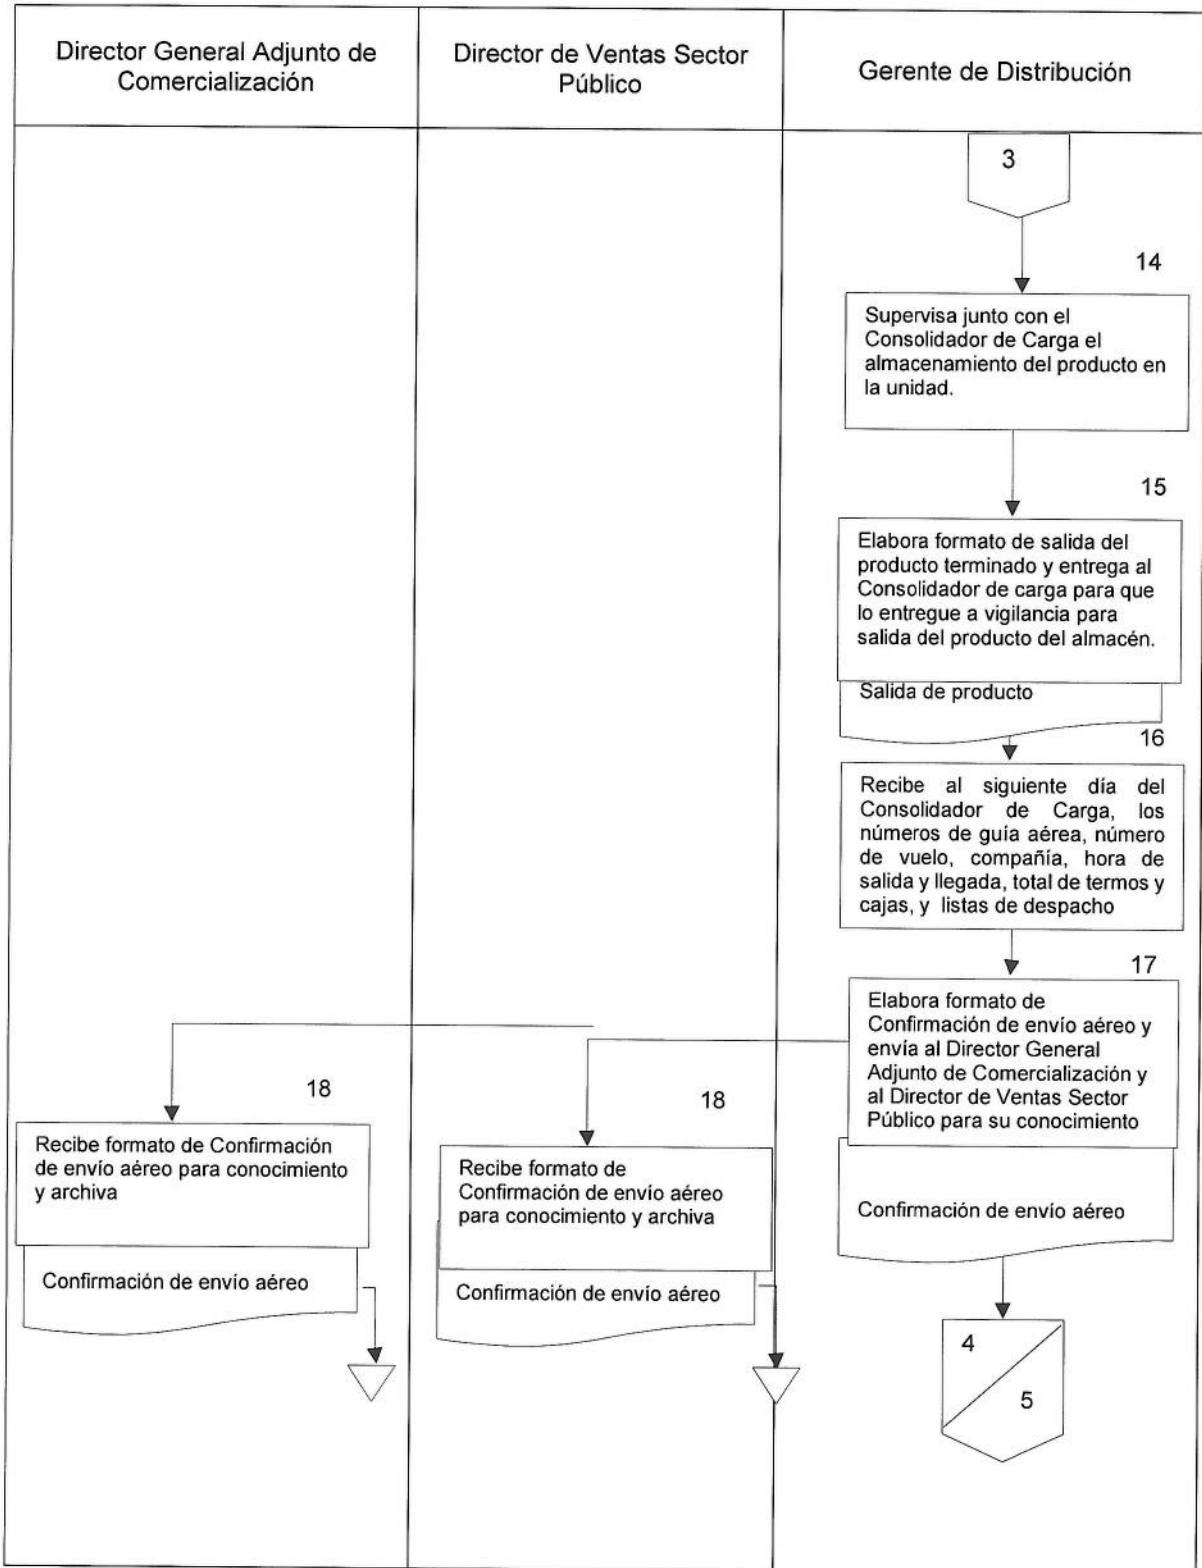 Director General Adjunto de
Comercialización
Director de Ventas Sector
Público
Gerente de Distribución
3
14
Supervisa junto con el
Consolidador de Carga el
almacenamiento del producto en
la unidad.
15
Elabora formato de salida del
producto terminado y entrega al
Consolidador de carga para que
lo entregue a vigilancia para
salida del producto del almacén.
Salida de producto
16
Recibe al siguiente día del
Consolidador de Carga, los
números de guía aérea, número
de vuelo, compañía, hora de
salida y llegada, total de termos y
cajas, y listas de despacho
17
Elabora formato de
Confirmación de envío aéreo y
envía al Director General
Adjunto de Comercialización y
al Director de Ventas Sector
Público para su conocimiento
Confirmación de envío aéreo
18
Recibe formato de Confirmación
de envío aéreo para conocimiento
y archiva
Confirmación de envío aéreo
18
Recibe formato de
Confirmación de envío aéreo
para conocimiento y archiva
Confirmación de envío aéreo
4
5